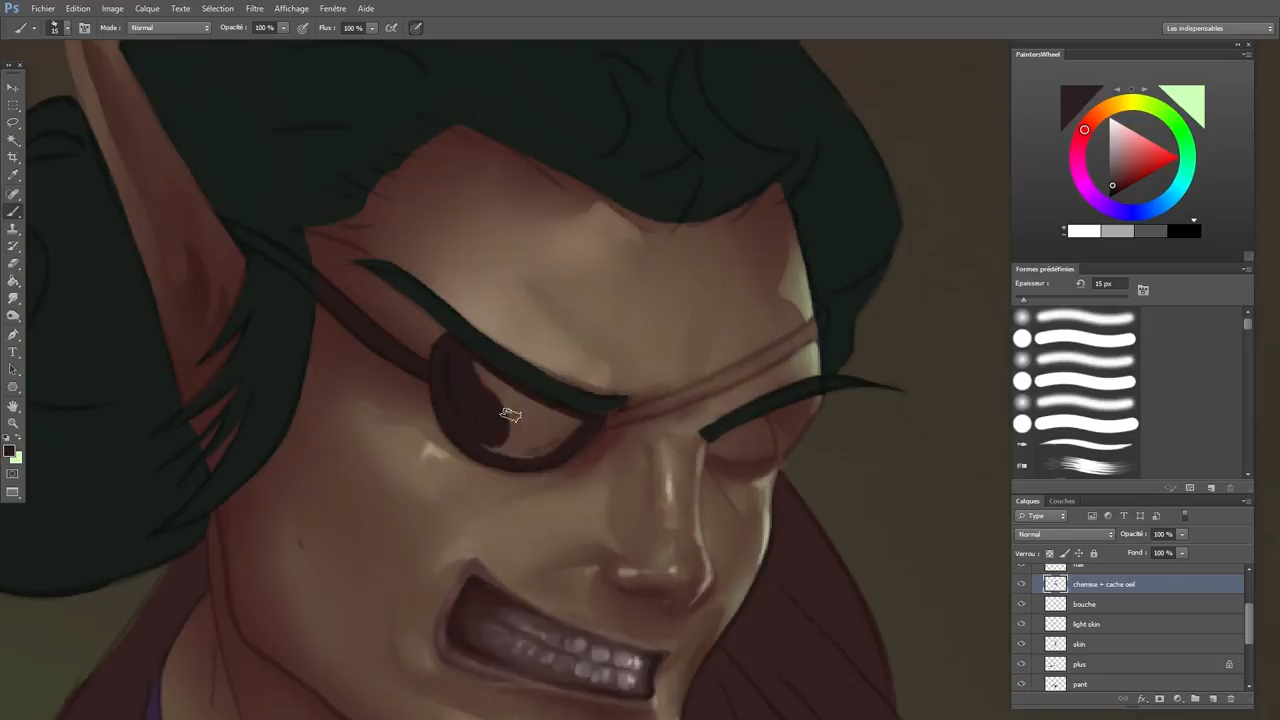 Ps Fichier Edition Image Calque Texte Sélection Filtre Affichage Fenêtre Aide
15 Mode : Normal Opacité : 100 % Flux : 100 % Les indispensables
PaintersWheel
Formes prédéfinies
Epaisseur : 15 px
Calques Couches
Type
Normal Opacité : 100 %
Verrou : Fond : 100 %
hair
chemise + cache oeil
bouche
light skin
skin
plus
pant